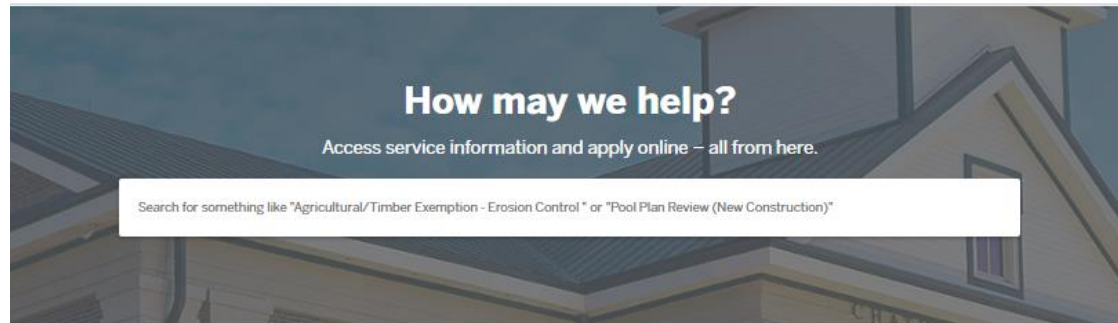 How may we help?
Access service information and apply online – all from here.
Search for something like "Agricultural/Timber Exemption - Erosion Control " or "Pool Plan Review (New Construction)"